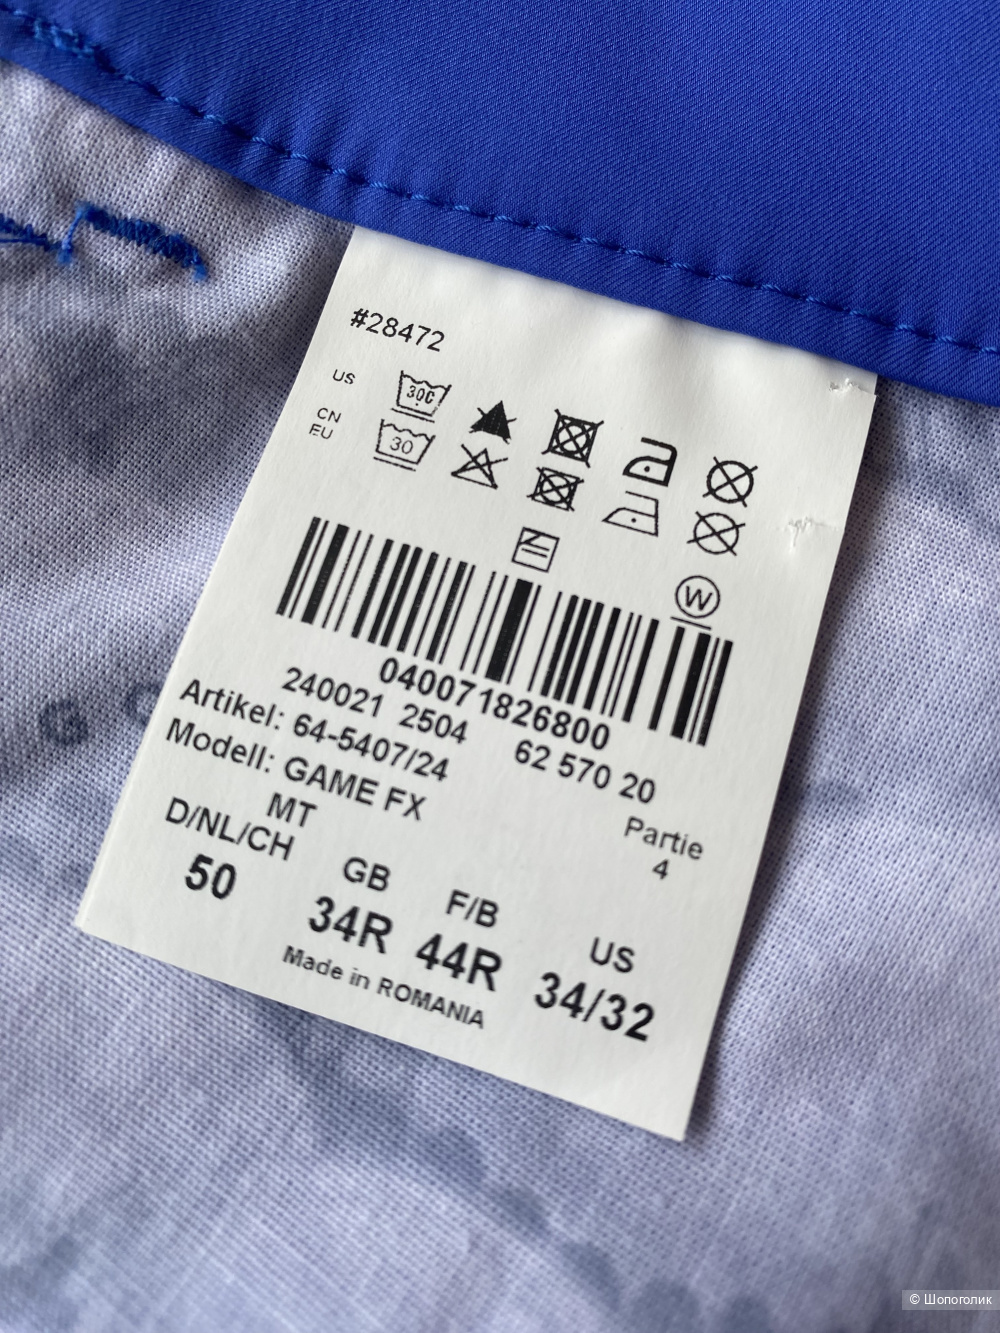 #28472
US
30C
CN
EU
30
W
040071826800
240021 2504 62 570 20
Artikel: 64-5407/24
Modell: GAME FX
MT
Partie
4
D/NL/CH GB F/B US
50 34R 44R 34/32
Made in ROMANIA
G
© Шопоголик